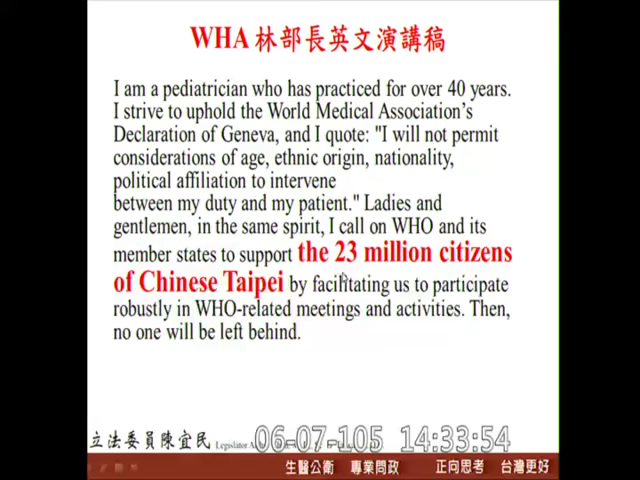 WHA 林部長英文演講稿
I am a pediatrician who has practiced for over 40 years.
I strive to uphold the World Medical Association's
Declaration of Geneva, and I quote: "I will not permit
considerations of age, ethnic origin, nationality,
political affiliation to intervene
between my duty and my patient." Ladies and
gentlemen, in the same spirit, I call on WHO and its
member states to support the 23 million citizens
of Chinese Taipei by facilitating us to participate
robustly in WHO-related meetings and activities. Then,
no one will be left behind.
立法委員陳宜民 Legislator
06-07-105 14:33:54
生醫公衛 專業問政 正向思考 台灣更好